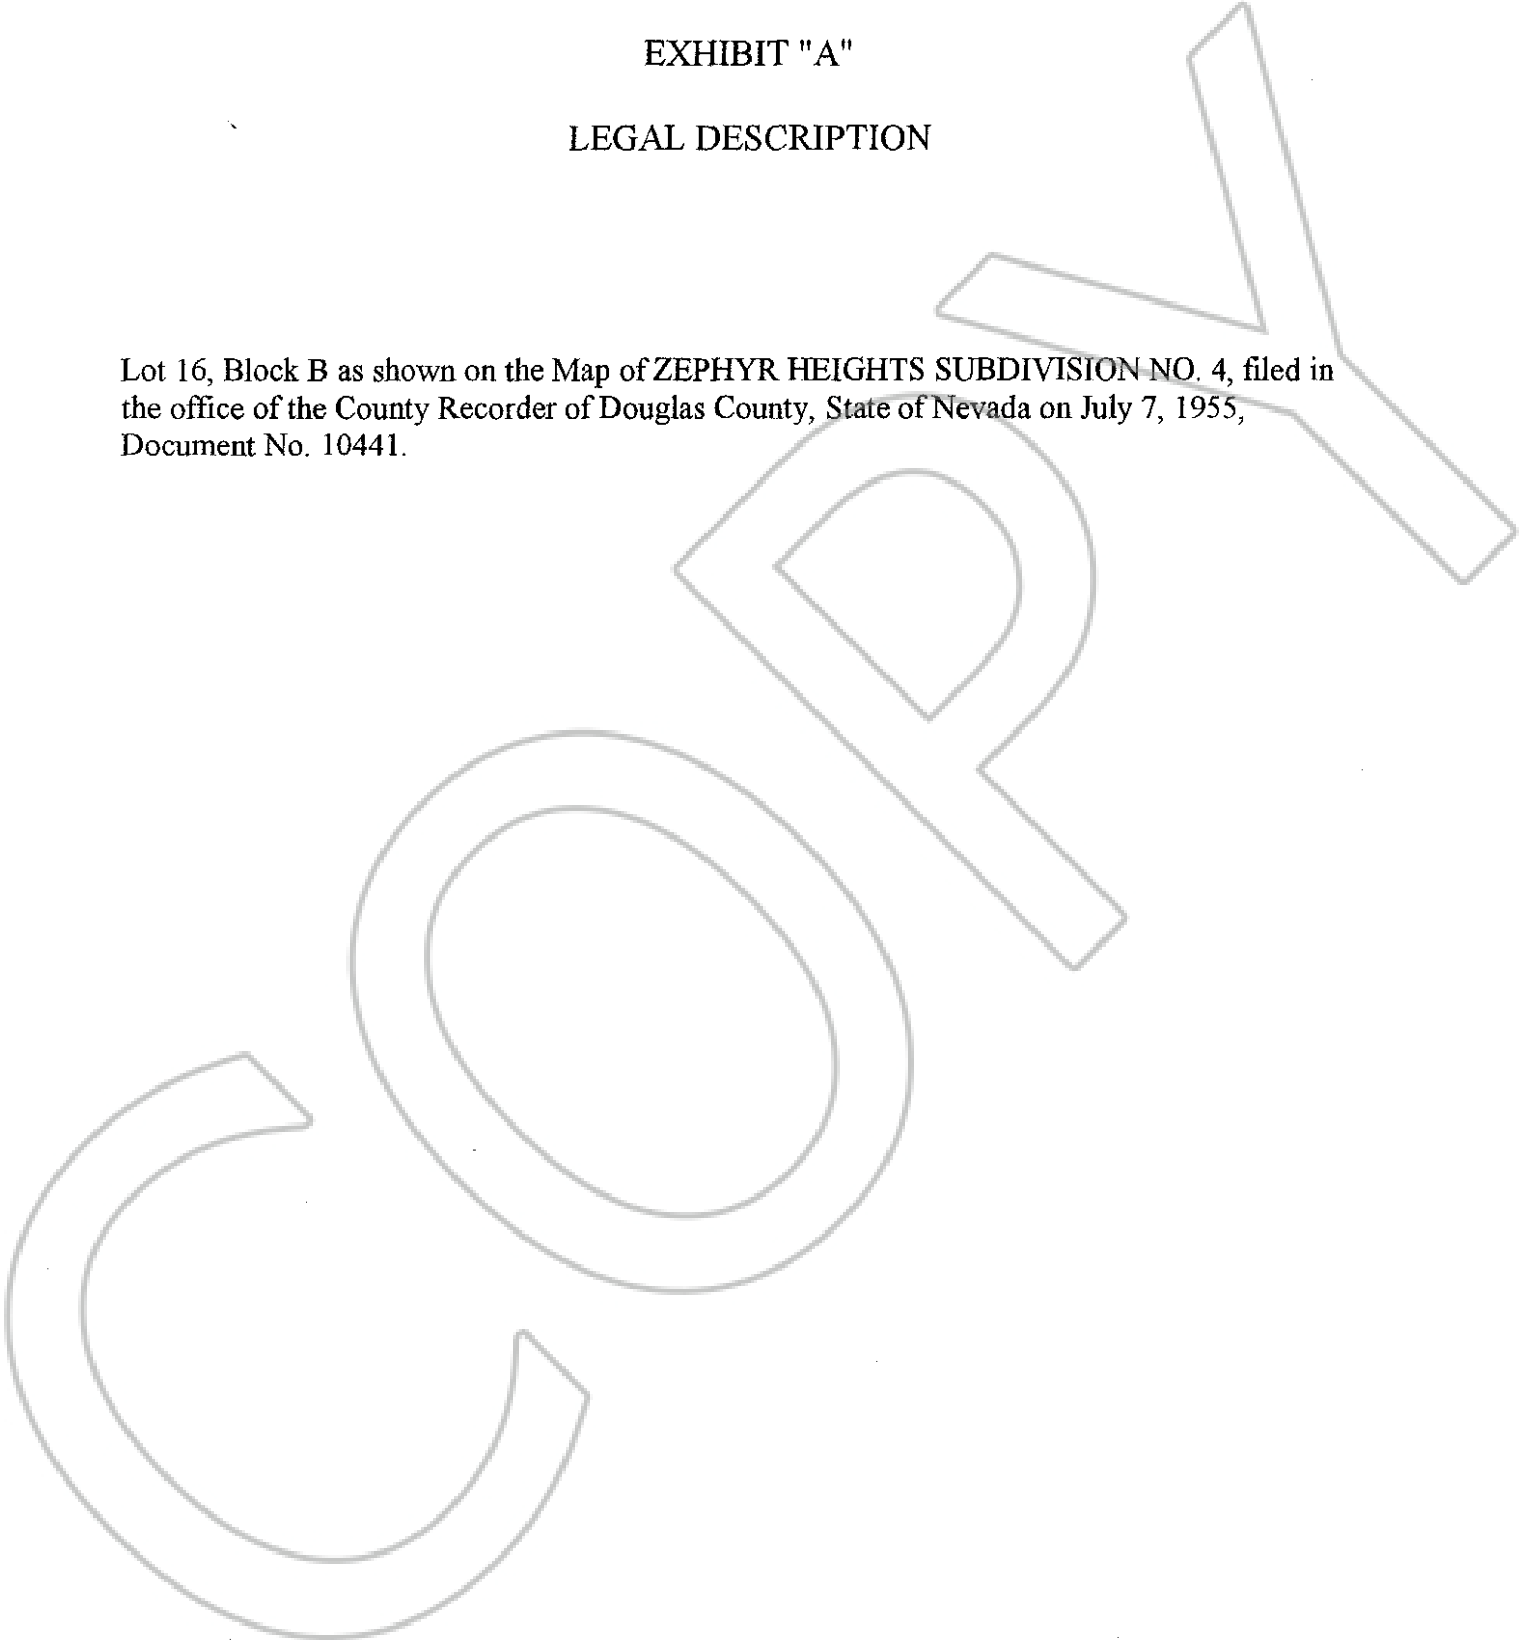 EXHIBIT "A"
LEGAL DESCRIPTION
Lot 16, Block B as shown on the Map of ZEPHYR HEIGHTS SUBDIVISION NO. 4, filed in
the office of the County Recorder of Douglas County, State of Nevada on July 7, 1955,
Document No. 10441.
COPY